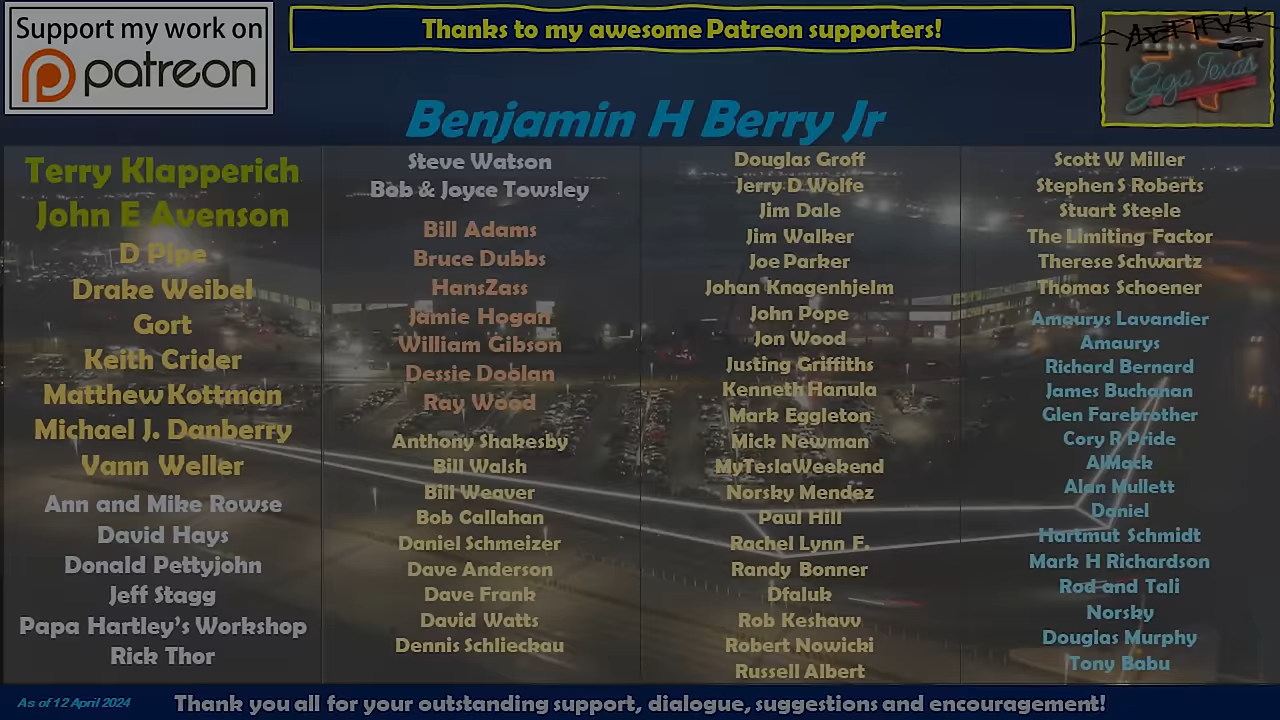 Support my work on
patreon
Thanks to my awesome Patreon supporters!
Giga Texas
Benjamin H Berry Jr
Terry Klapperich
John E Avenson
D Pipe
Drake Weibel
Gort
Keith Crider
Matthew Kottman
Michael J. Danberry
Vann Weller
Ann and Mike Rowse
David Hays
Donald Pettyjohn
Jeff Stagg
Papa Hartley's Workshop
Rick Thor
Steve Watson
Bob & Joyce Towsley
Bill Adams
Bruce Dubbs
HansZass
Jamie Hogan
William Gibson
Dessie Doolan
Ray Wood
Anthony Shakesby
Bill Walsh
Bill Weaver
Bob Callahan
Daniel Schmeizer
Dave Anderson
Dave Frank
David Watts
Dennis Schlieckau
Douglas Groff
Jerry D Wolfe
Jim Dale
Jim Walker
Joe Parker
Johan Knagenhjelm
John Pope
Jon Wood
Justing Griffiths
Kenneth Hanula
Mark Eggleton
Mick Newman
MyTeslaWeekend
Norsky Mendez
Paul Hill
Rachel Lynn F.
Randy Bonner
Dfaluk
Rob Keshavv
Robert Nowicki
Russell Albert
Scott W Miller
Stephen S Roberts
Stuart Steele
The Limiting Factor
Therese Schwartz
Thomas Schoener
Amaurys Lavandier
Amaurys
Richard Bernard
James Buchanan
Glen Farebrother
Cory R Pride
AlMack
Alan Mullett
Daniel
Hartmut Schmidt
Mark H Richardson
Rod and Tali
Norsky
Douglas Murphy
Tony Babu
As of 12 April 2024
Thank you all for your outstanding support, dialogue, suggestions and encouragement!